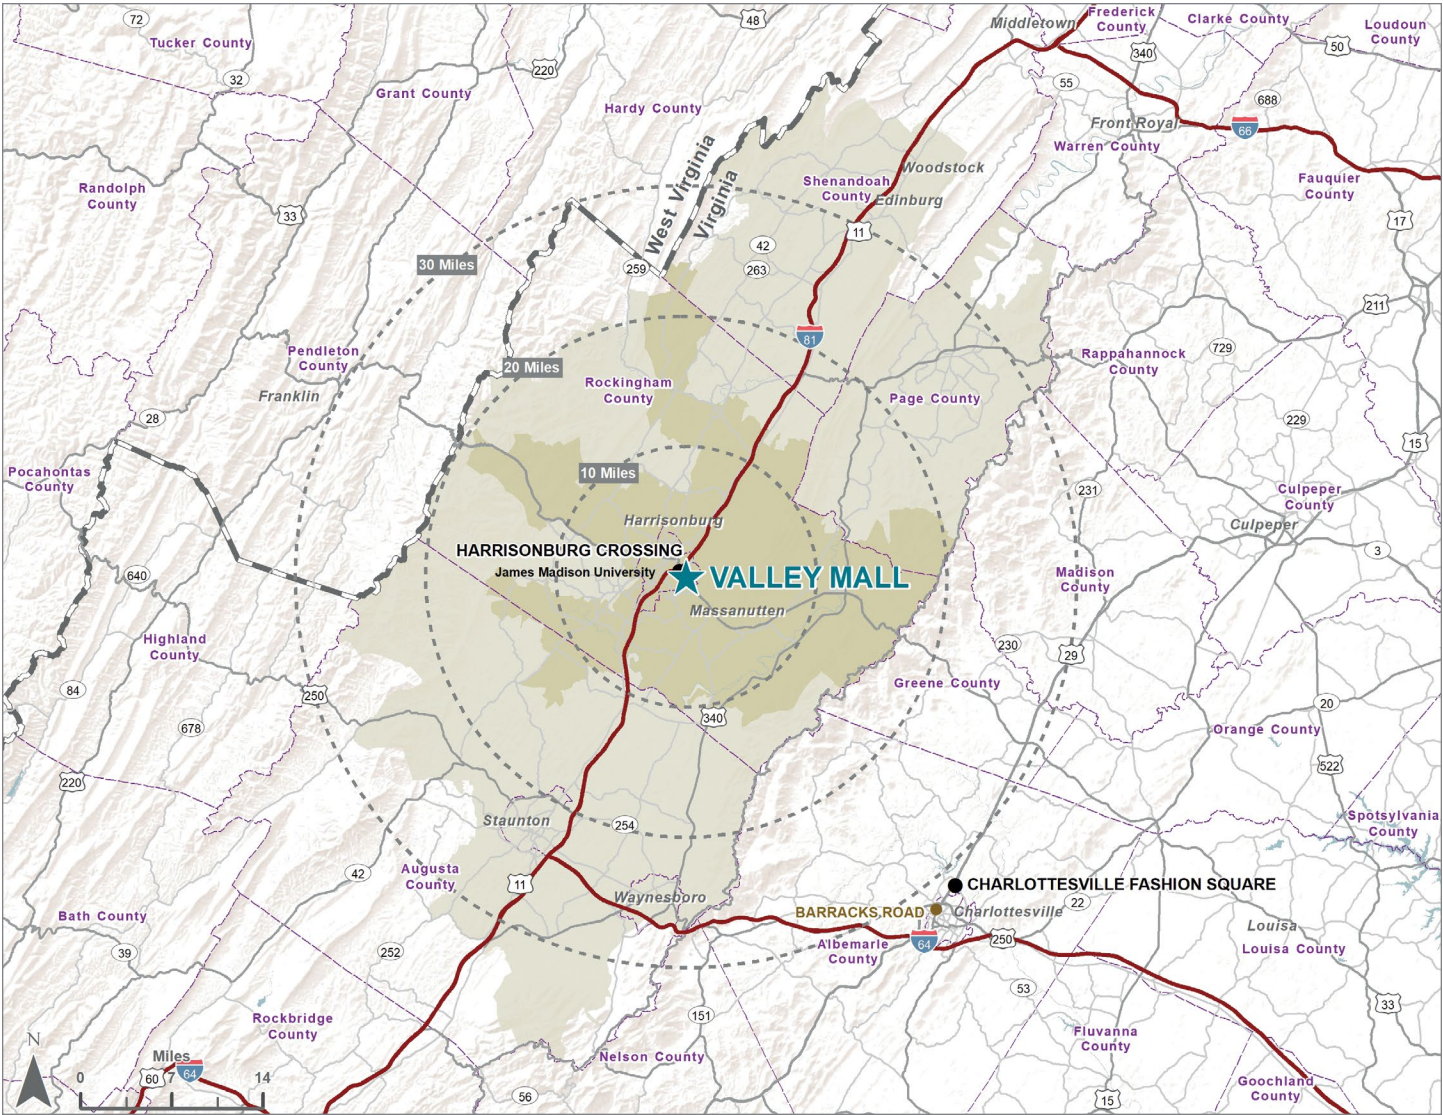 72
Tucker County
32
Grant County
48
220
Hardy County
Middletown
Frederick
County
Clarke County
Loudoun
County
340
50
55
688
Front Royal
66
Warren County
Randolph
County
33
West Virginia
Virginia
Shenandoah
County
Woodstock
Edinburg
Fauquier
County
17
11
42
263
259
30 Miles
211
81
Pendleton
County
20 Miles
Franklin
Rockingham
County
Page County
Rappahannock
County
729
28
229
15
Pocahontas
County
10 Miles
231
Culpeper
County
Culpeper
Harrisonburg
HARRISONBURG CROSSING
James Madison University
VALLEY MALL
Massanutten
3
640
Madison
County
Highland
County
230
29
84
250
Greene County
678
340
20
Orange County
220
522
Staunton
254
Spotsylvania
County
Augusta
County
42
11
Waynesboro
CHARLOTTESVILLE FASHION SQUARE
BARRACKS ROAD
Charlottesville
22
Bath County
Louisa
Louisa County
39
252
Albemarle
County
64
250
53
33
Rockbridge
County
151
Fluvanna
County
N
Miles
64
60
0
7
14
Nelson County
56
15
Goochland
County